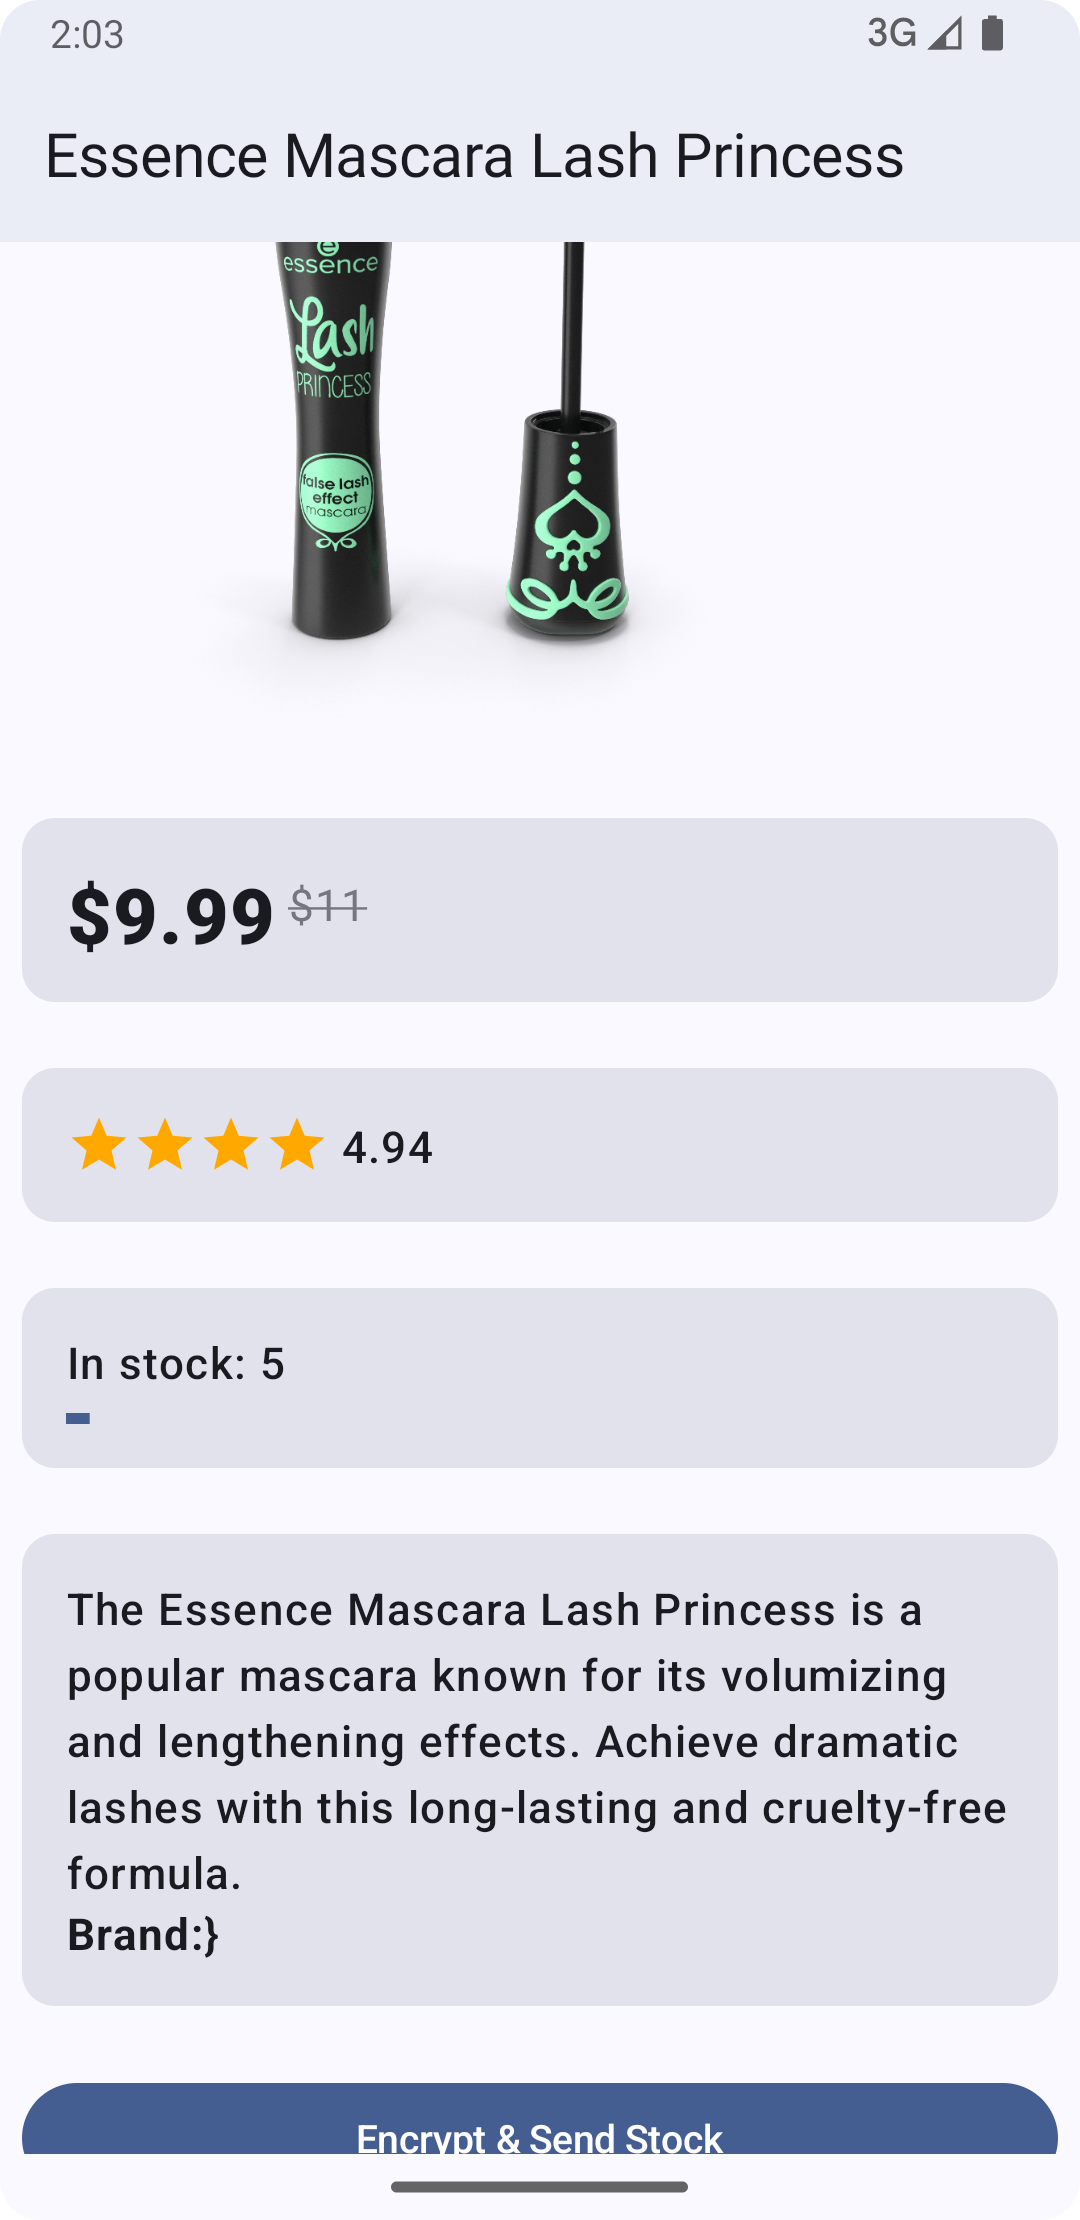 2:03
3G
Essence Mascara Lash Princess
essence
Lash
PRINCESS
false lash
effect
mascara
$9.99 $11
4.94
In stock: 5
The Essence Mascara Lash Princess is a
popular mascara known for its volumizing
and lengthening effects. Achieve dramatic
lashes with this long-lasting and cruelty-free
formula.
Brand:}
Encrypt & Send Stock